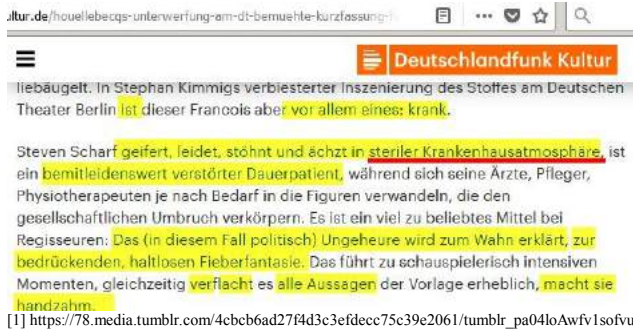 ultur.de/houellebecqs-unterwerfung-am-dt-bemuehte-kurzfassung-
Deutschlandfunk Kultur
liebäugelt. In Stephan Kimmigs verbiesterter Inszenierung des Stoffes am Deutschen
Theater Berlin ist dieser Francois aber vor allem eines: krank.
Steven Scharf geifert, leidet, stöhnt und ächzt in steriler Krankenhausatmosphäre, ist
ein bemitleidenswert verstörter Dauerpatient, während sich seine Ärzte, Pfleger,
Physiotherapeuten je nach Bedarf in die Figuren verwandeln, die den
gesellschaftlichen Umbruch verkörpern. Es ist ein viel zu beliebtes Mittel bei
Regisseuren: Das (in diesem Fall politisch) Ungeheure wird zum Wahn erklärt, zur
bedrückenden, haltlosen Fieberfantasie. Das führt zu schauspielerisch intensiven
Momenten, gleichzeitig verflacht es alle Aussagen der Vorlage erheblich, macht sie
handzahm.
[1] https://78.media.tumblr.com/4cbcb6ad27f4d3c3efdecc75c39e2061/tumblr_pa04loAwfv1sofvu